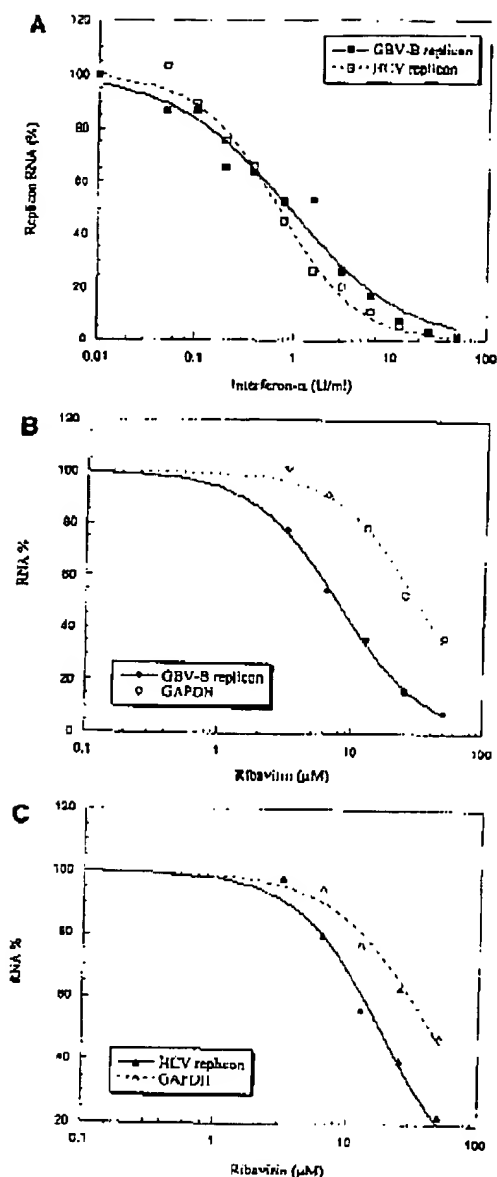 A
120
100
80
60
40
20
0
Replicon RNA (%)
GBV-B replicon
HCV replicon
0.01
0.1
1
10
100
Interferon-α (U/ml)
B
120
100
80
60
40
20
0
RNA %
GBV-B replicon
GAPDH
0.1
1
10
100
Ribavirin (μM)
C
120
100
80
60
40
20
RNA %
HCV replicon
GAPDH
0.1
1
10
100
Ribavirin (μM)